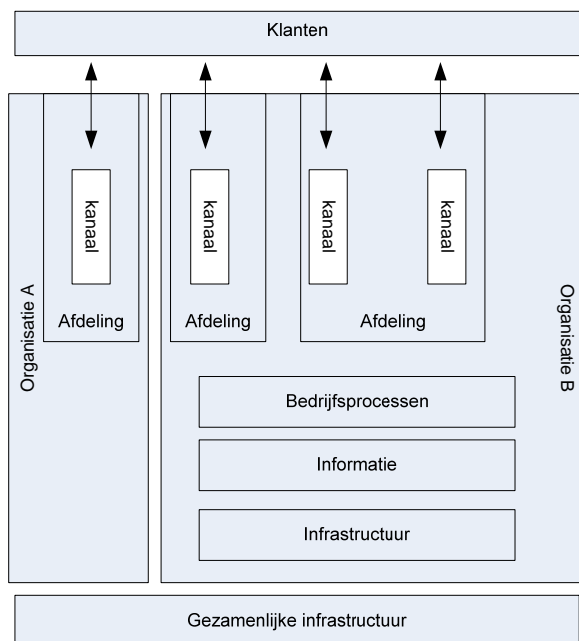 Klanten
kanaal
kanaal
kanaal
kanaal
Organisatie A
Afdeling
Afdeling
Afdeling
Organisatie B
Bedrijfsprocessen
Informatie
Infrastructuur
Gezamenlijke infrastructuur